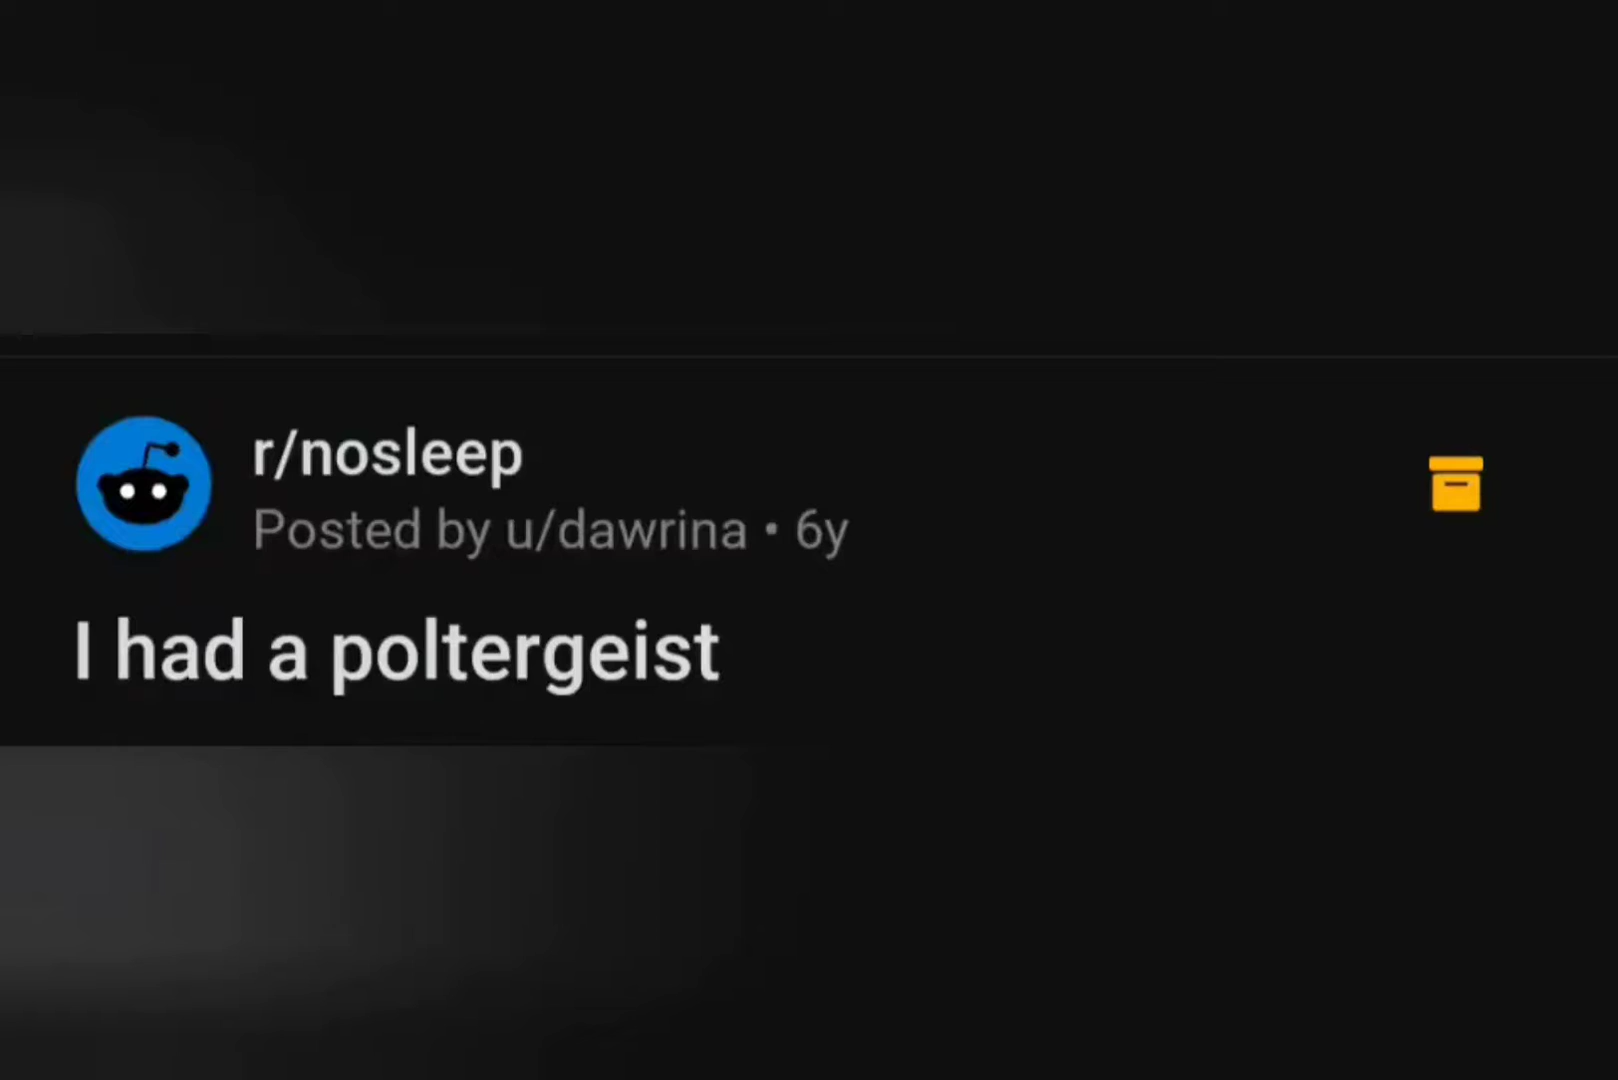 r/nosleep
Posted by u/dawrina • 6y
I had a poltergeist